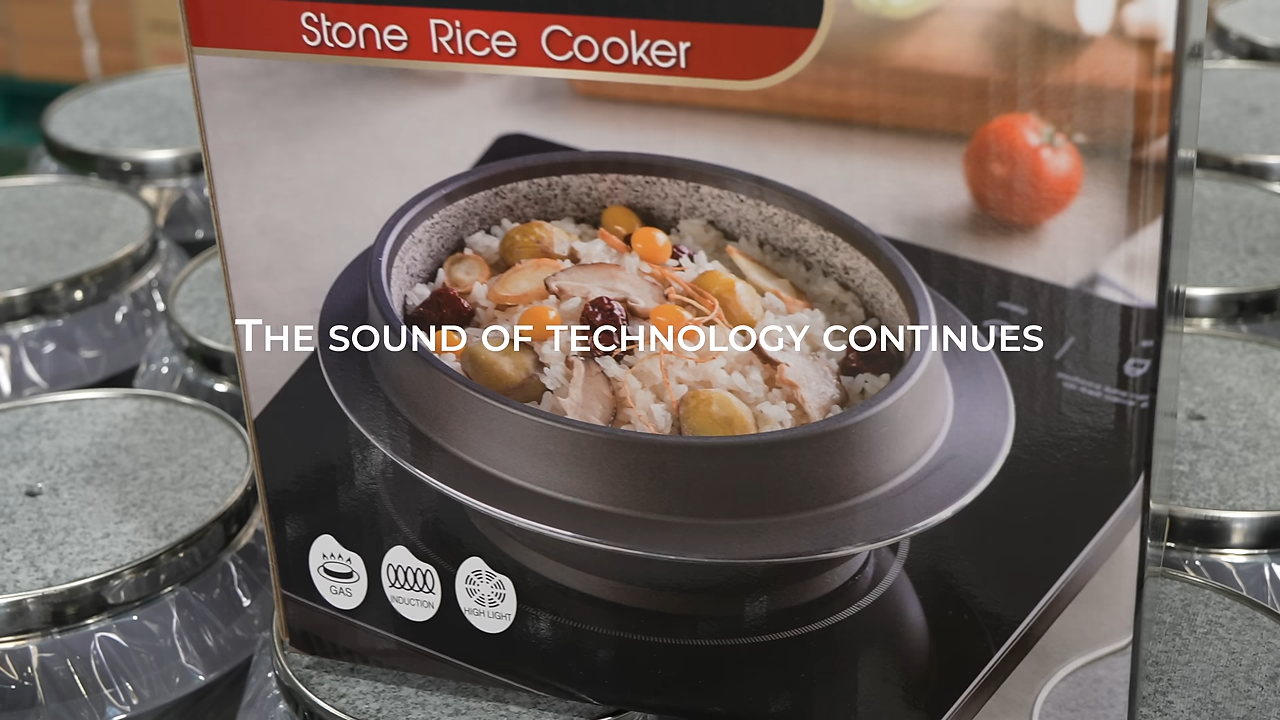 Stone Rice Cooker
The sound of technology continues
GAS
INDUCTION
HIGH LIGHT